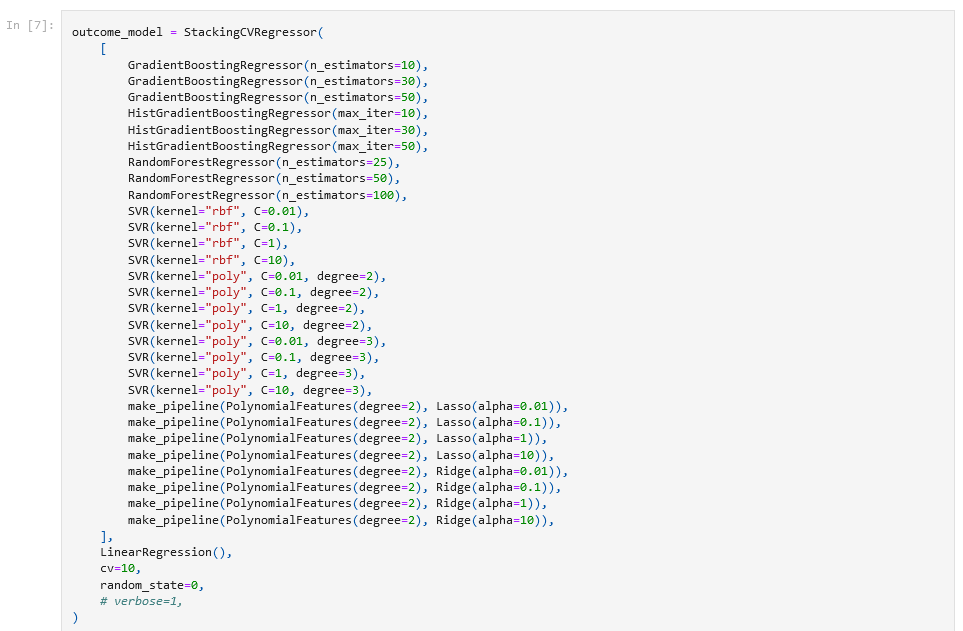 In [7]:
outcome_model = StackingCVRegressor(
    [
        GradientBoostingRegressor(n_estimators=10),
        GradientBoostingRegressor(n_estimators=30),
        GradientBoostingRegressor(n_estimators=50),
        HistGradientBoostingRegressor(max_iter=10),
        HistGradientBoostingRegressor(max_iter=30),
        HistGradientBoostingRegressor(max_iter=50),
        RandomForestRegressor(n_estimators=25),
        RandomForestRegressor(n_estimators=50),
        RandomForestRegressor(n_estimators=100),
        SVR(kernel="rbf", C=0.01),
        SVR(kernel="rbf", C=0.1),
        SVR(kernel="rbf", C=1),
        SVR(kernel="rbf", C=10),
        SVR(kernel="poly", C=0.01, degree=2),
        SVR(kernel="poly", C=0.1, degree=2),
        SVR(kernel="poly", C=1, degree=2),
        SVR(kernel="poly", C=10, degree=2),
        SVR(kernel="poly", C=0.01, degree=3),
        SVR(kernel="poly", C=0.1, degree=3),
        SVR(kernel="poly", C=1, degree=3),
        SVR(kernel="poly", C=10, degree=3),
        make_pipeline(PolynomialFeatures(degree=2), Lasso(alpha=0.01)),
        make_pipeline(PolynomialFeatures(degree=2), Lasso(alpha=0.1)),
        make_pipeline(PolynomialFeatures(degree=2), Lasso(alpha=1)),
        make_pipeline(PolynomialFeatures(degree=2), Lasso(alpha=10)),
        make_pipeline(PolynomialFeatures(degree=2), Ridge(alpha=0.01)),
        make_pipeline(PolynomialFeatures(degree=2), Ridge(alpha=0.1)),
        make_pipeline(PolynomialFeatures(degree=2), Ridge(alpha=1)),
        make_pipeline(PolynomialFeatures(degree=2), Ridge(alpha=10)),
    ],
    LinearRegression(),
    cv=10,
    random_state=0,
    # verbose=1,
)